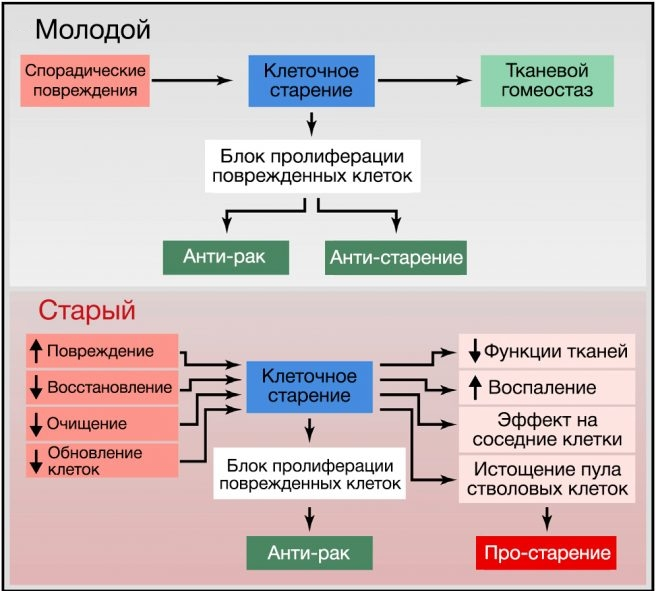 Молодой
Спорадические
повреждения
Клеточное
старение
Тканевой
гомеостаз
Блок пролиферации
поврежденных клеток
Анти-рак
Анти-старение
Старый
Повреждение
Восстановление
Очищение
Обновление
клеток
Клеточное
старение
Функции тканей
Воспаление
Эффект на
соседние клетки
Истощение пула
стволовых клеток
Блок пролиферации
поврежденных клеток
Анти-рак
Про-старение